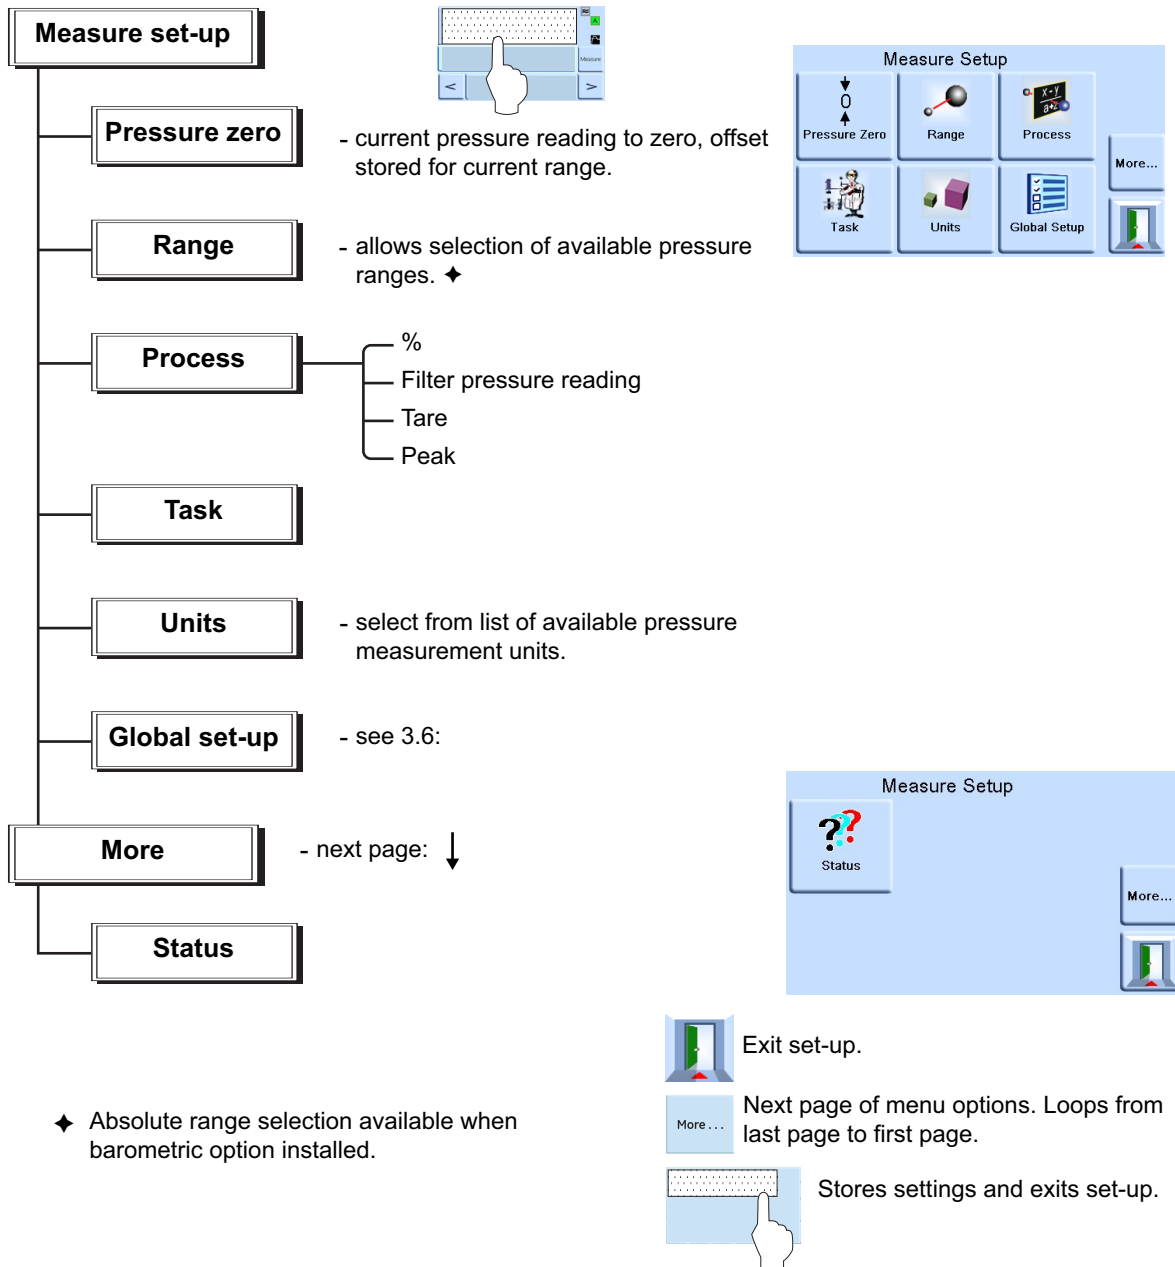 Measure set-up
Measure
<
>
Pressure zero
- current pressure reading to zero, offset
stored for current range.
Range
- allows selection of available pressure
ranges. ✦
Process
%
Filter pressure reading
Tare
Peak
Task
Units
- select from list of available pressure
measurement units.
Global set-up
- see 3.6:
More
- next page: ↓
Status
Measure Setup
0
Pressure Zero
Range
x-y
a+z
Process
More...
Task
Units
Global Setup
Measure Setup
???
Status
More...
✦ Absolute range selection available when
barometric option installed.
Exit set-up.
More . . .
Next page of menu options. Loops from
last page to first page.
Stores settings and exits set-up.